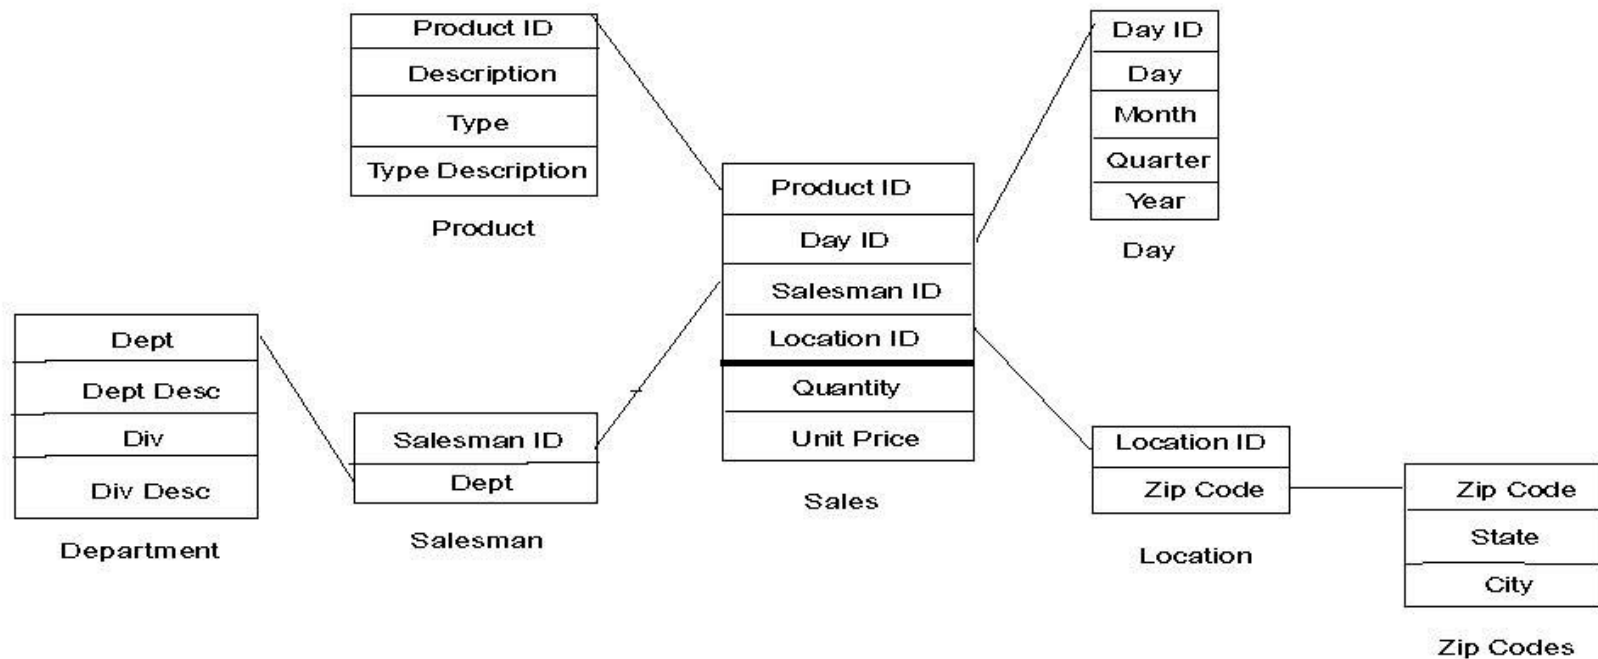 Product ID
Description
Type
Type Description
Product
Day ID
Day
Month
Quarter
Year
Day
Product ID
Day ID
Salesman ID
Location ID
Quantity
Unit Price
Sales
Dept
Dept Desc
Div
Div Desc
Department
Salesman ID
Dept
Salesman
Location ID
Zip Code
Location
Zip Code
State
City
Zip Codes